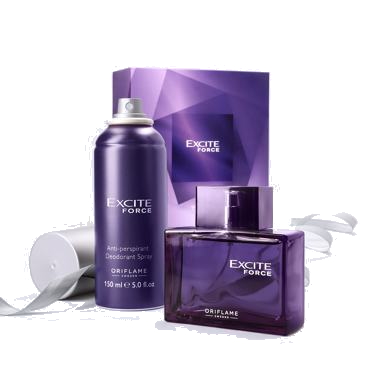 EXCITE
FORCE
EXCITE
FORCE
Anti-perspirant
Deodorant Spray
ORIFLAME
SWEDEN
150 ml e 5.0 fl.oz
EXCITE
FORCE
ORIFLAME
SWEDEN